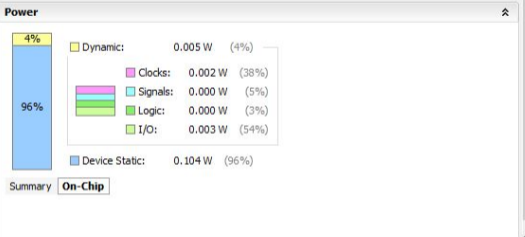 Power
4%
Dynamic: 0.005 W (4%)
Clocks: 0.002 W (38%)
Signals: 0.000 W (5%)
96%
Logic: 0.000 W (3%)
I/O: 0.003 W (54%)
Device Static: 0.104 W (96%)
Summary On-Chip